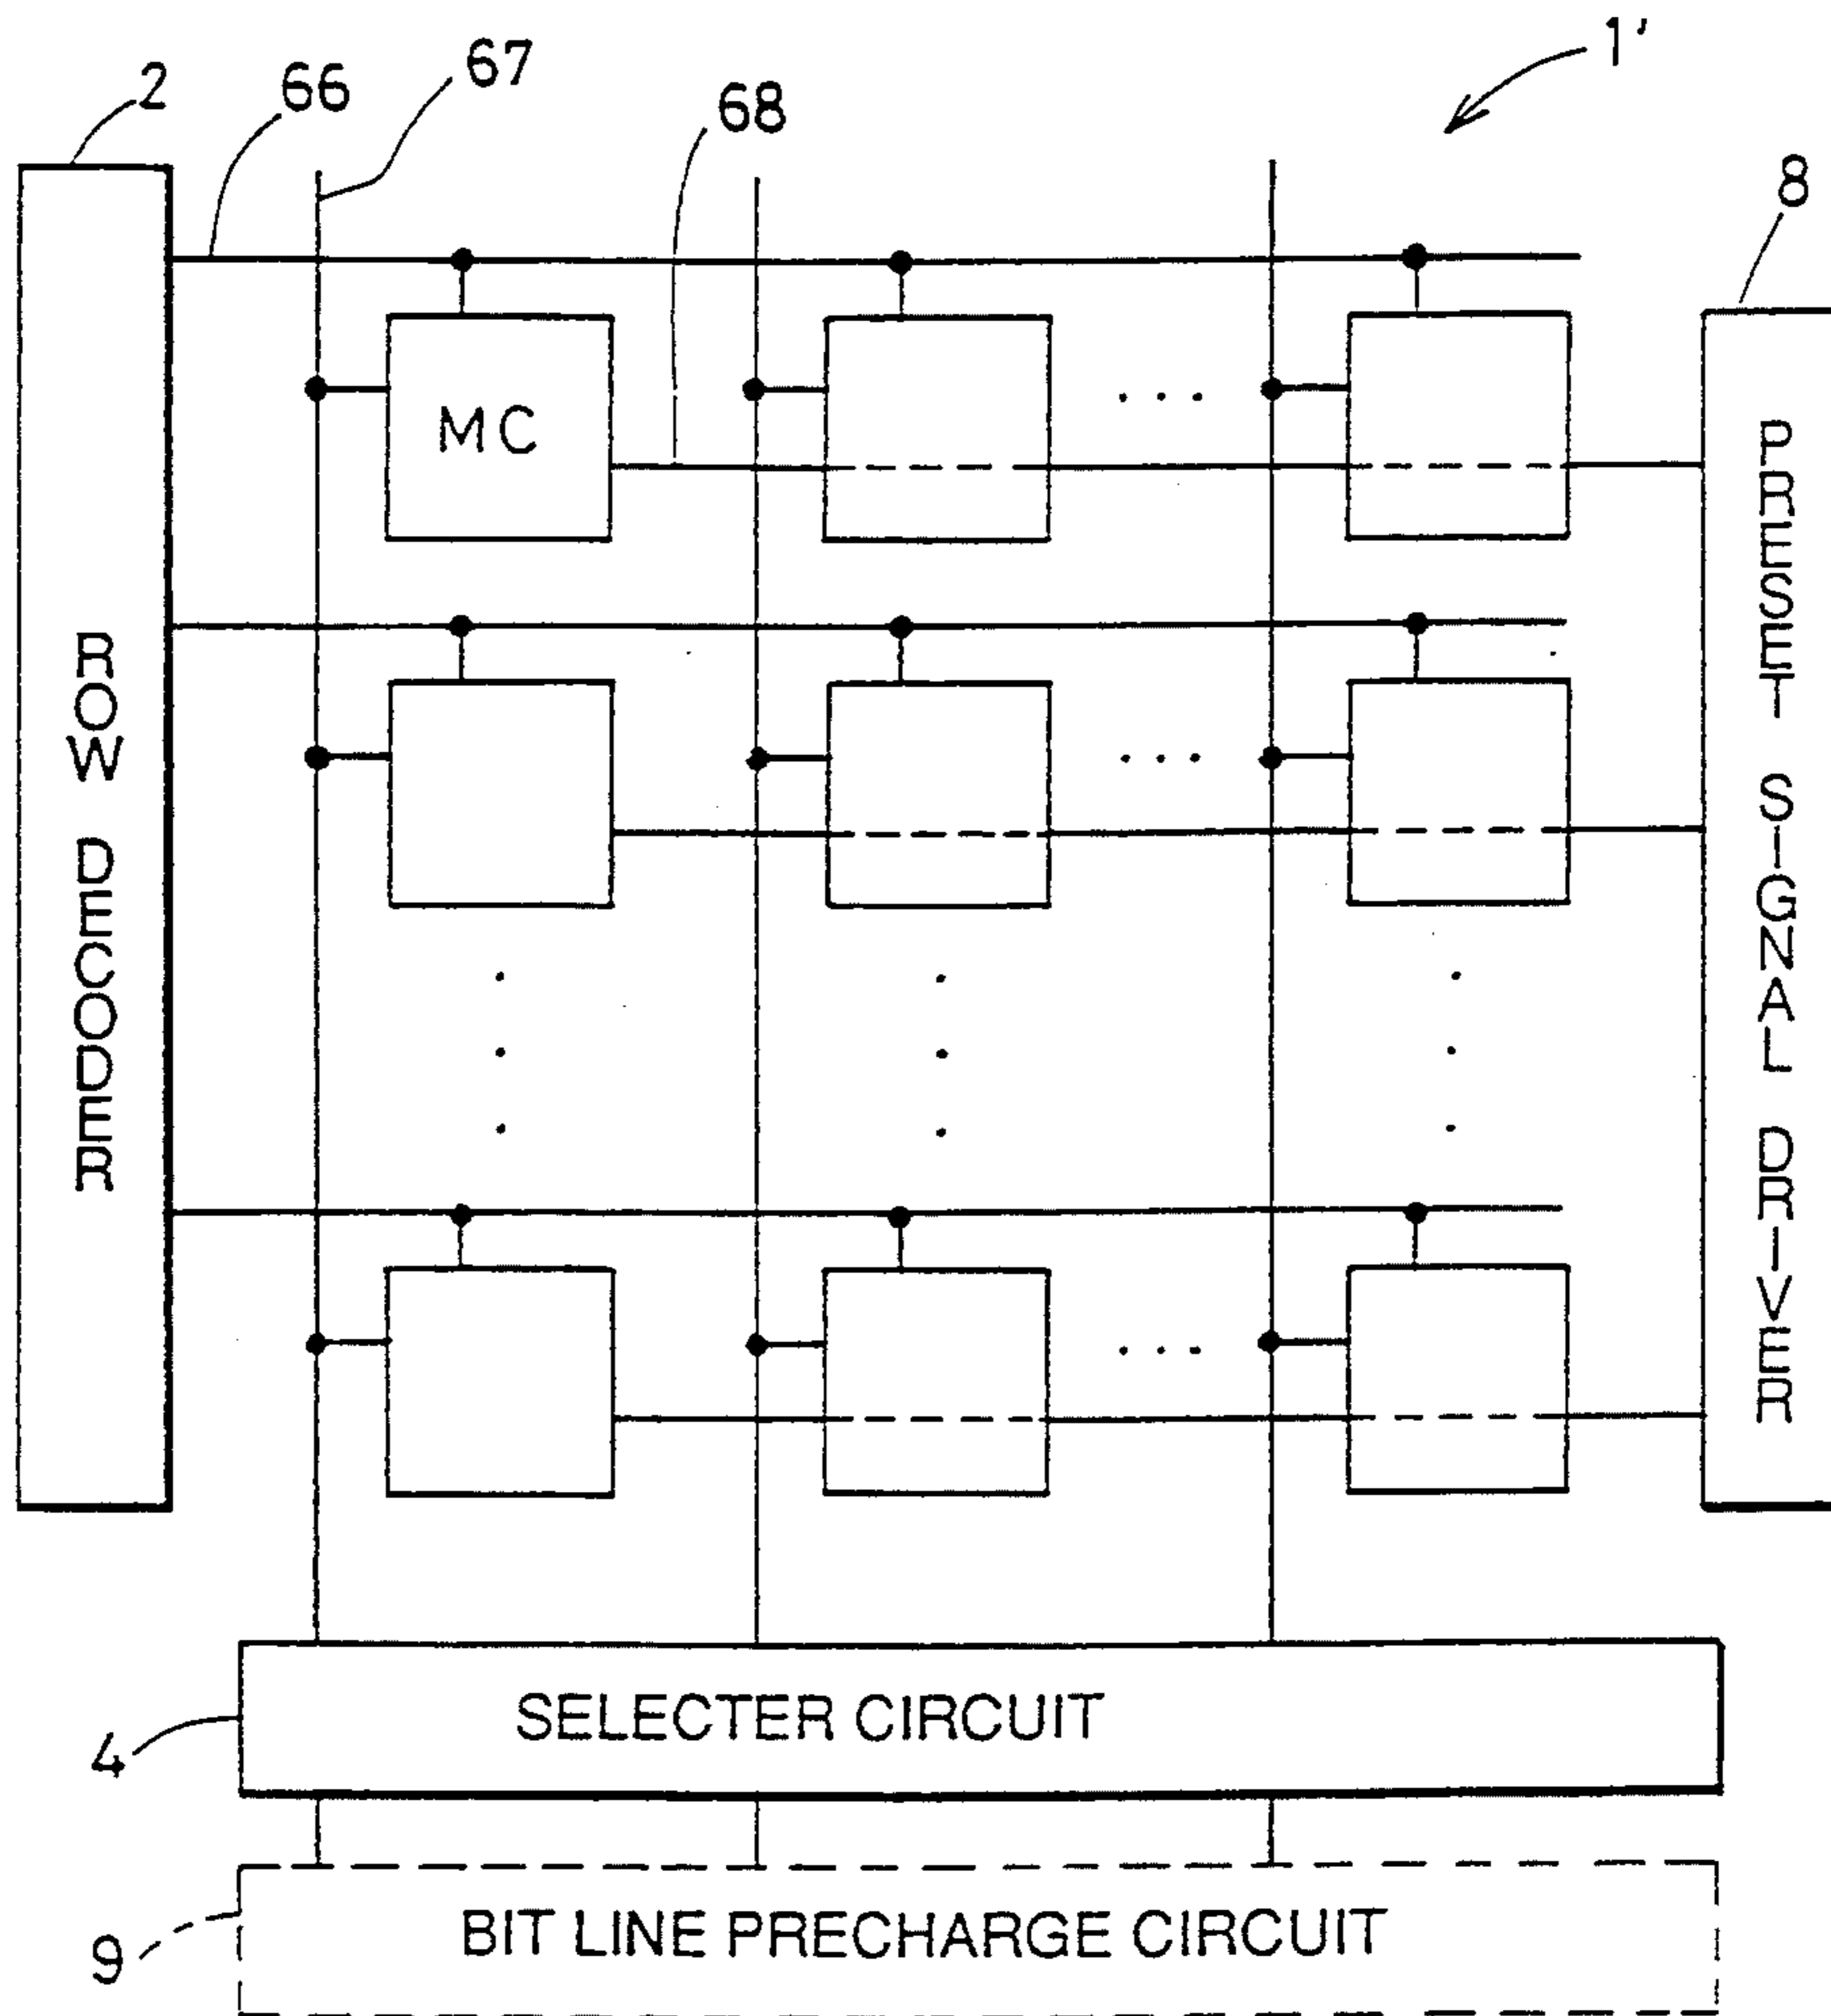 1'
2
66
67
68
8
MC
ROW DECODER
PRESET SIGNAL DRIVER
4
SELECTER CIRCUIT
9
BIT LINE PRECHARGE CIRCUIT